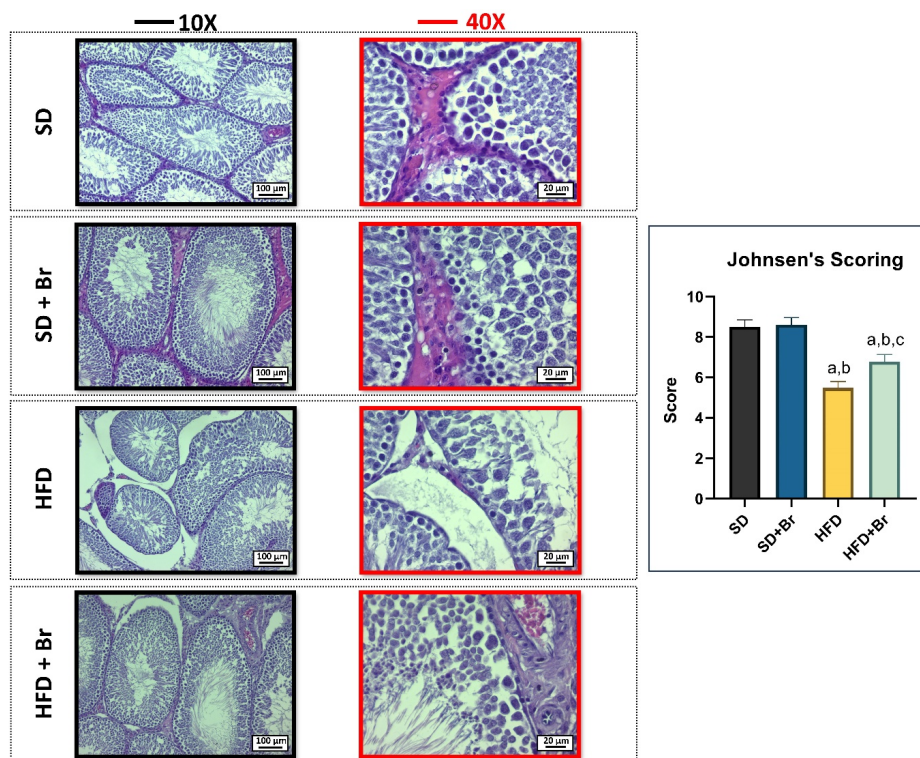 10X
40X
SD
100 µm
20 µm
SD + Br
100 µm
20 µm
HFD
100 µm
20 µm
HFD + Br
100 µm
20 µm
Johnsen's Scoring
Score
10
8
6
4
2
0
a,b
a,b,c
SD
SD+Br
HFD
HFD+Br